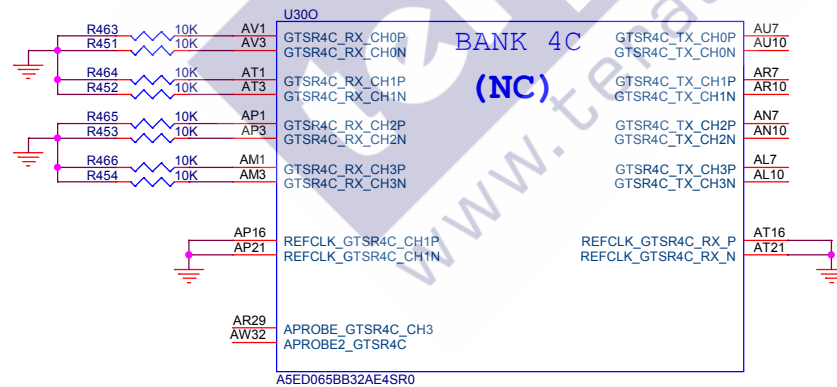 U30O
BANK 4C
(NC)
R463 10K AV1 GTSR4C_RX_CH0P GTSR4C_TX_CH0P AU7
R451 10K AV3 GTSR4C_RX_CH0N GTSR4C_TX_CH0N AU10
R464 10K AT1 GTSR4C_RX_CH1P GTSR4C_TX_CH1P AR7
R452 10K AT3 GTSR4C_RX_CH1N GTSR4C_TX_CH1N AR10
R465 10K AP1 GTSR4C_RX_CH2P GTSR4C_TX_CH2P AN7
R453 10K AP3 GTSR4C_RX_CH2N GTSR4C_TX_CH2N AN10
R466 10K AM1 GTSR4C_RX_CH3P GTSR4C_TX_CH3P AL7
R454 10K AM3 GTSR4C_RX_CH3N GTSR4C_TX_CH3N AL10
AP16 REFCLK_GTSR4C_CH1P REFCLK_GTSR4C_RX_P AT16
AP21 REFCLK_GTSR4C_CH1N REFCLK_GTSR4C_RX_N AT21
AR29 APROBE_GTSR4C_CH3
AW32 APROBE2_GTSR4C
A5ED065BB32AE4SR0